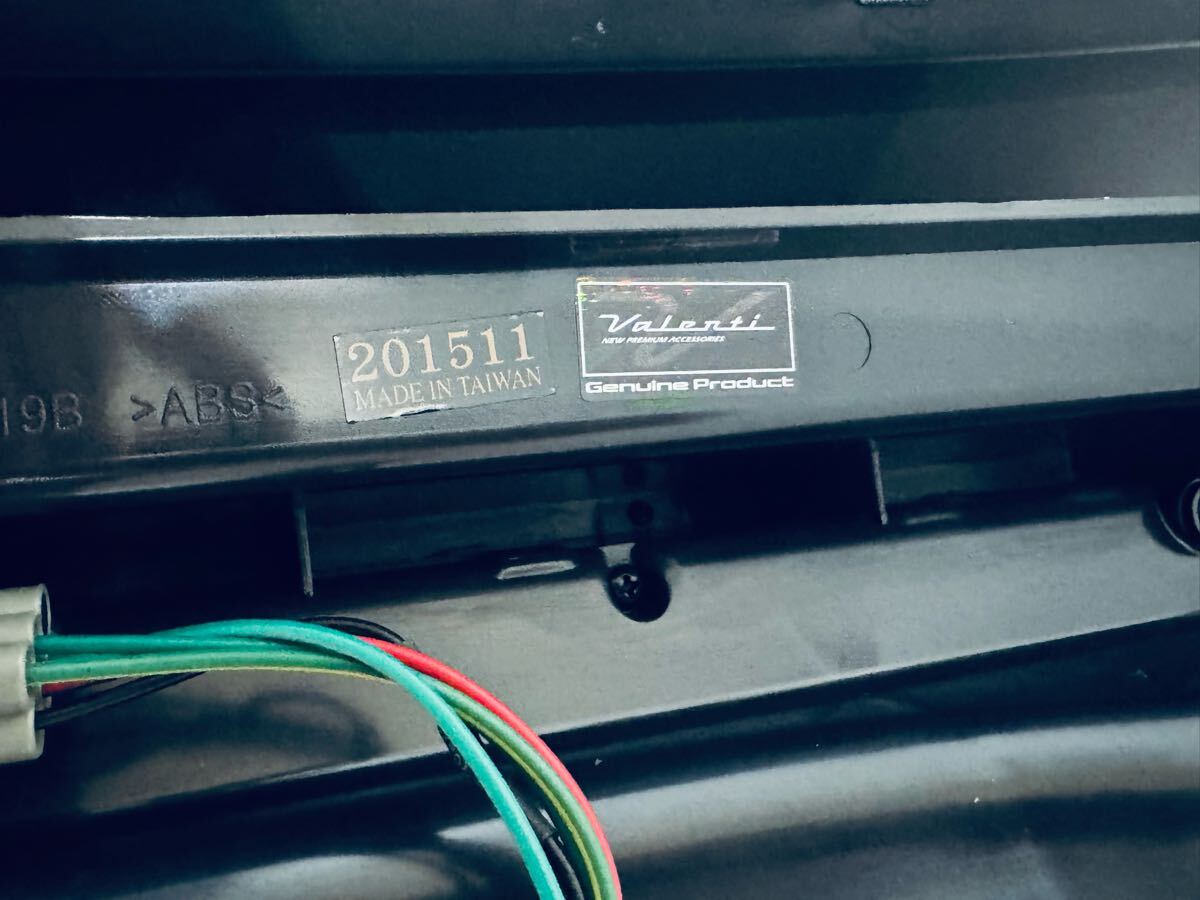 201511
MADE IN TAIWAN
Valenti
NEW PREMIUM ACCESSORIES
Genuine Product
19B >ABS<